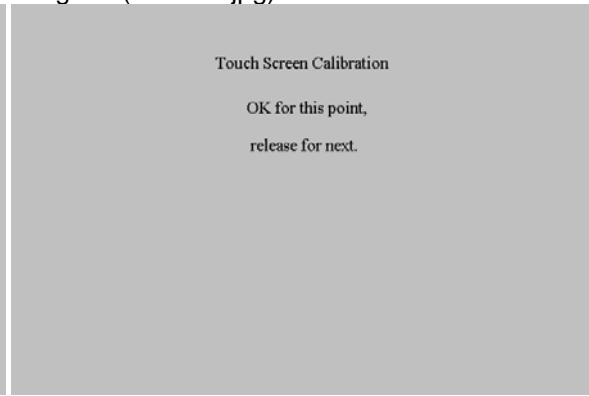 Touch Screen Calibration
OK for this point,
release for next.